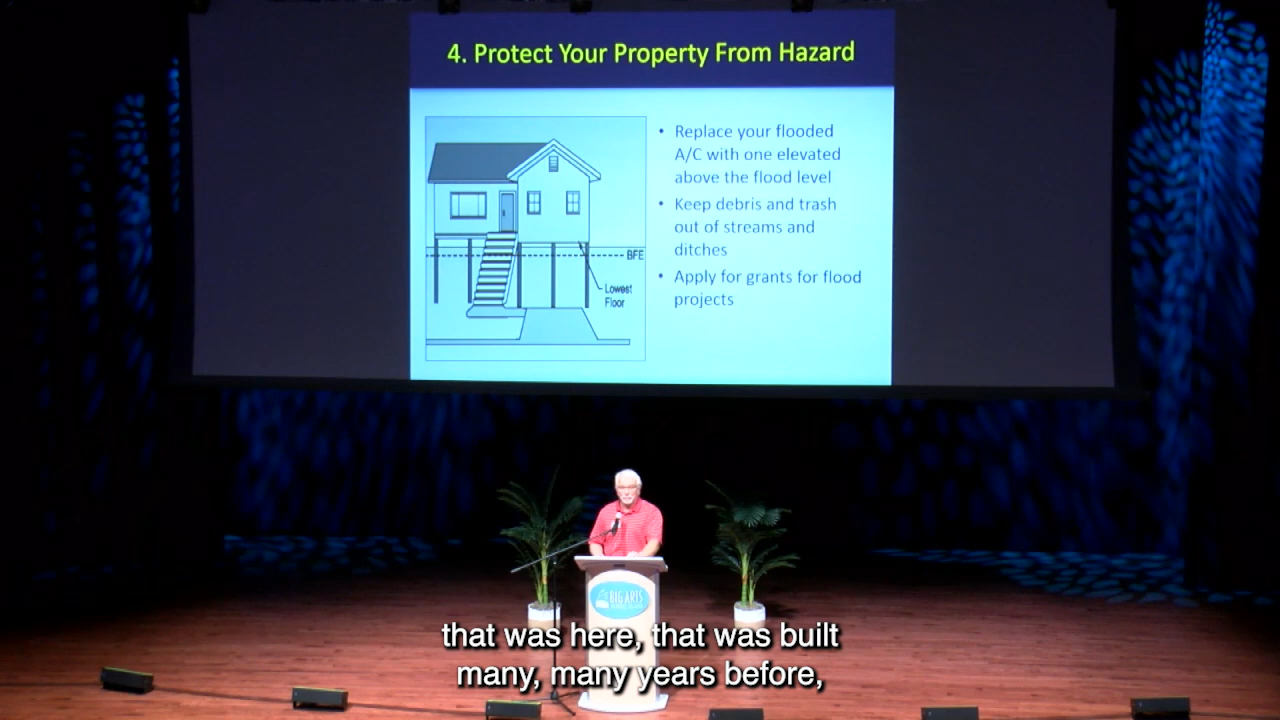 4. Protect Your Property From Hazard
• Replace your flooded
A/C with one elevated
above the flood level
• Keep debris and trash
out of streams and
ditches
• Apply for grants for flood
projects
BFE
Lowest
Floor
BIG ARTS
that was here, that was built
many, many years before,